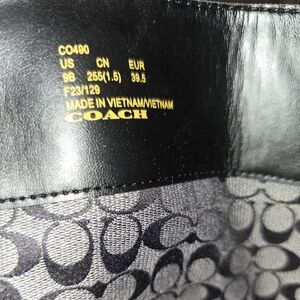 CO490
US CN EUR
9B 255(1.5) 39.5
F23/129
MADE IN VIETNAM/VIETNAM
COACH